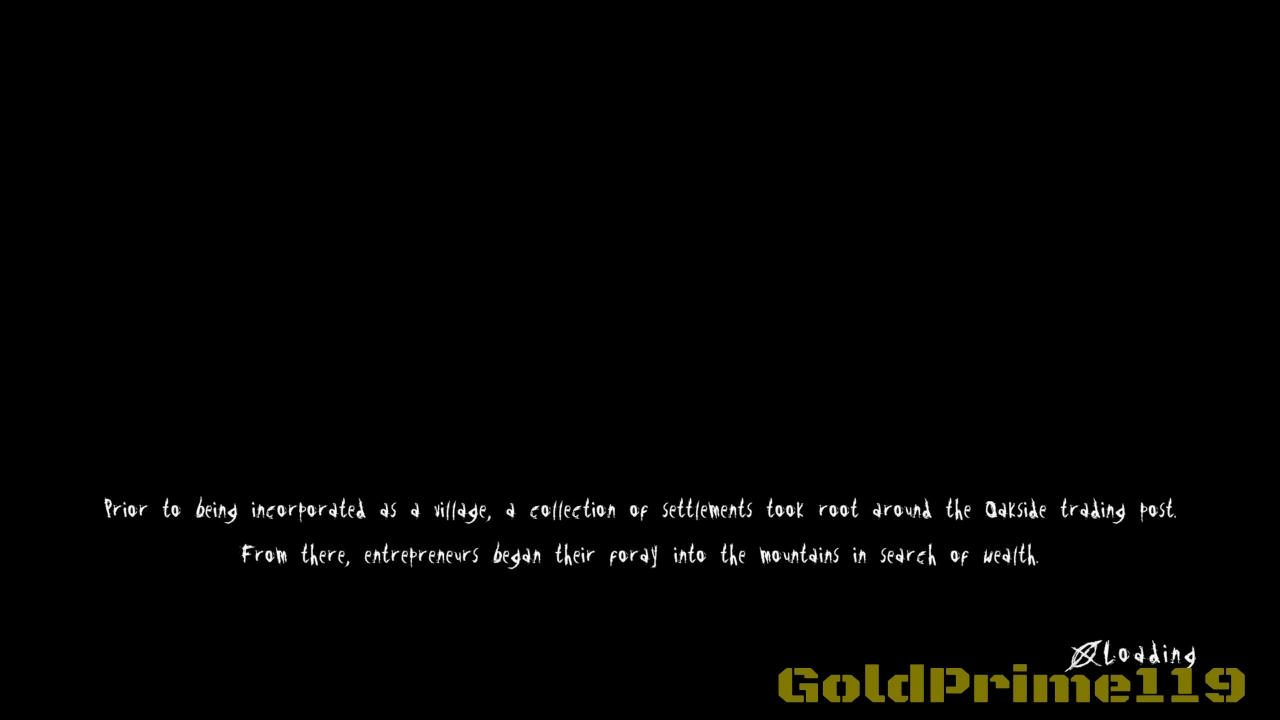 Prior to being incorporated as a village, a collection of settlements took root around the Oakside trading post.
From there, entrepreneurs began their foray into the mountains in search of wealth.
Loading
GoldPrime119